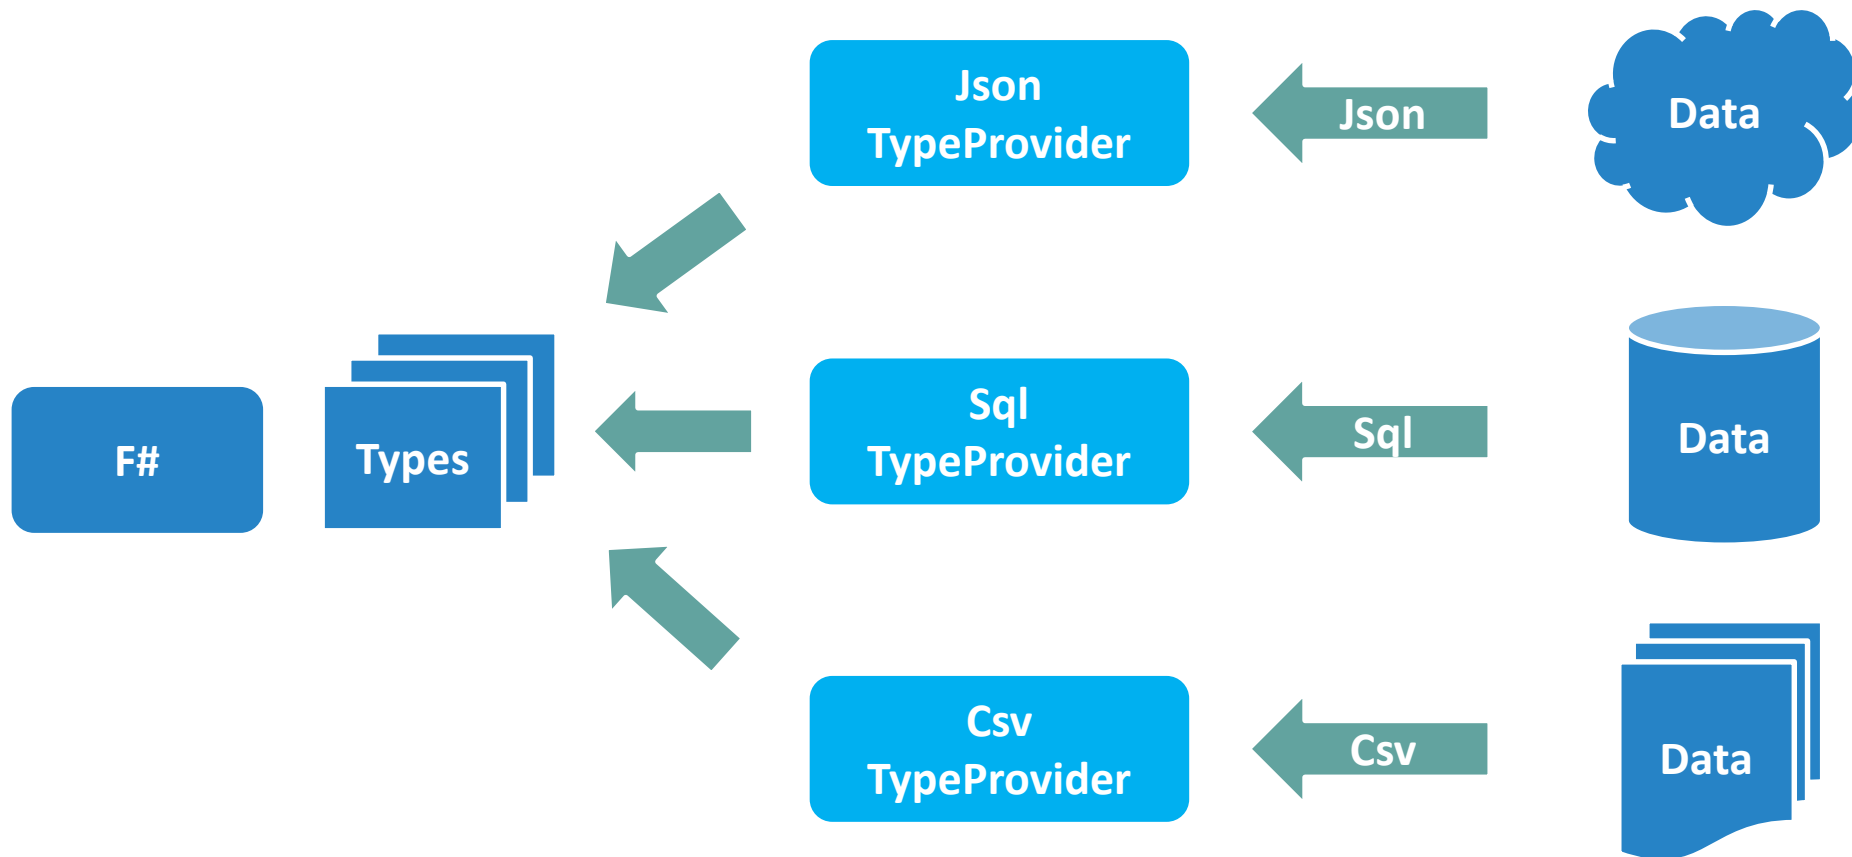 Json
TypeProvider
Json
Data
F#
Types
Sql
TypeProvider
Sql
Data
Csv
TypeProvider
Csv
Data